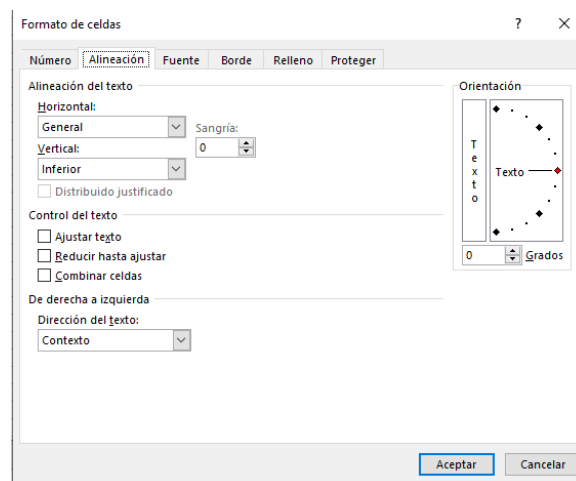 Formato de celdas ? ×
Número Alineación Fuente Borde Relleno Proteger
Alineación del texto
Horizontal:
General
Sangría:
Vertical:
0
Inferior
Distribuido justificado
Control del texto
Ajustar texto
Reducir hasta ajustar
Combinar celdas
De derecha a izquierda
Dirección del texto:
Contexto
Orientación
Texto
Texto
0 Grados
Aceptar Cancelar